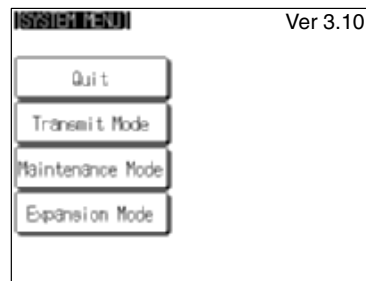 [SYSTEM MENU] Ver 3.10
Quit
Transmit Mode
Maintenance Mode
Expansion Mode